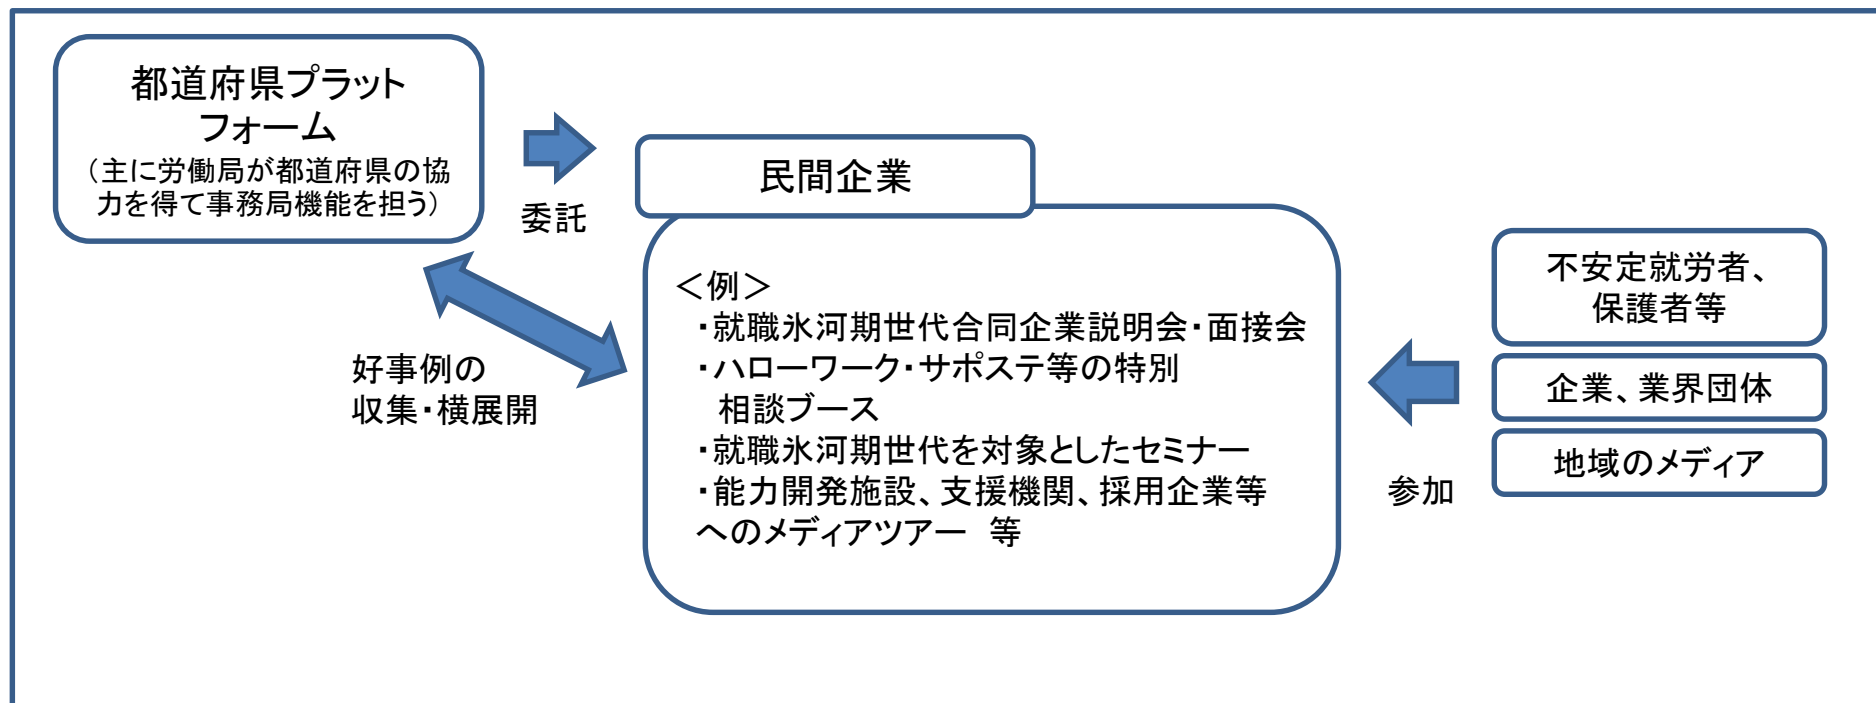 都道府県プラット
フォーム
（主に労働局が都道府県の協
力を得て事務局機能を担う）
委託
好事例の
収集・横展開
民間企業
＜例＞
・就職氷河期世代合同企業説明会・面接会
・ハローワーク・サポステ等の特別
相談ブース
・就職氷河期世代を対象としたセミナー
・能力開発施設、支援機関、採用企業等
へのメディアツアー　等
参加
不安定就労者、
保護者等
企業、業界団体
地域のメディア